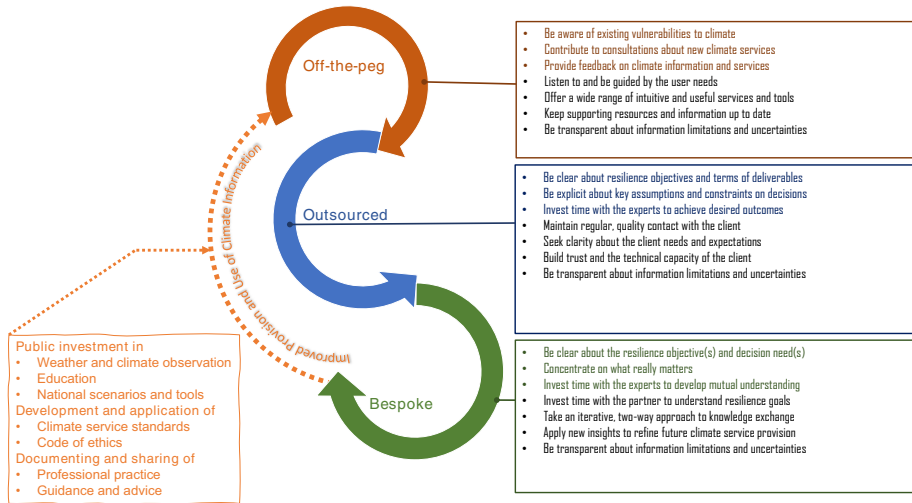 Off-the-peg
• Be aware of existing vulnerabilities to climate
• Contribute to consultations about new climate services
• Provide feedback on climate information and services
• Listen to and be guided by the user needs
• Offer a wide range of intuitive and useful services and tools
• Keep supporting resources and information up to date
• Be transparent about information limitations and uncertainties
Outsourced
• Be clear about resilience objectives and terms of deliverables
• Be explicit about key assumptions and constraints on decisions
• Invest time with the experts to achieve desired outcomes
• Maintain regular, quality contact with the client
• Seek clarity about the client needs and expectations
• Build trust and the technical capacity of the client
• Be transparent about information limitations and uncertainties
Improved Provision and Use of Climate Information
Bespoke
• Be clear about the resilience objective(s) and decision need(s)
• Concentrate on what really matters
• Invest time with the experts to develop mutual understanding
• Invest time with the partner to understand resilience goals
• Take an iterative, two-way approach to knowledge exchange
• Apply new insights to refine future climate service provision
• Be transparent about information limitations and uncertainties
Public investment in
• Weather and climate observation
• Education
• National scenarios and tools
Development and application of
• Climate service standards
• Code of ethics
Documenting and sharing of
• Professional practice
• Guidance and advice